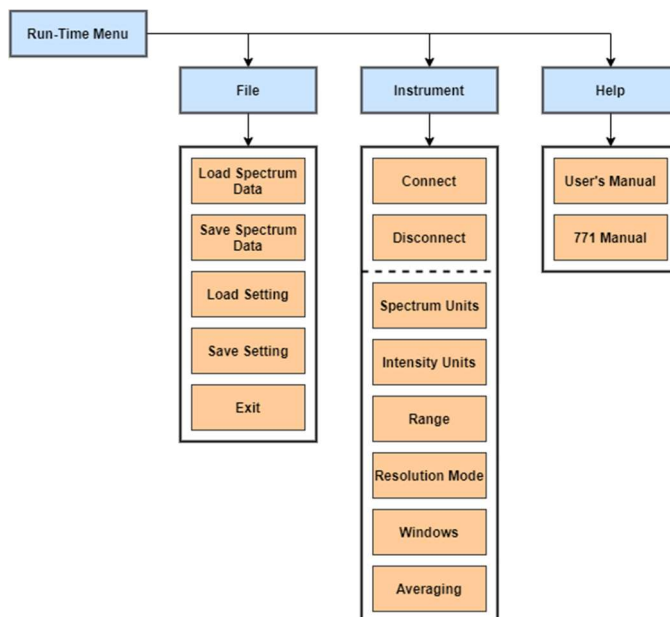 Run-Time Menu
File
Instrument
Help
Load Spectrum
Data
Save Spectrum
Data
Load Setting
Save Setting
Exit
Connect
Disconnect
Spectrum Units
Intensity Units
Range
Resolution Mode
Windows
Averaging
User's Manual
771 Manual